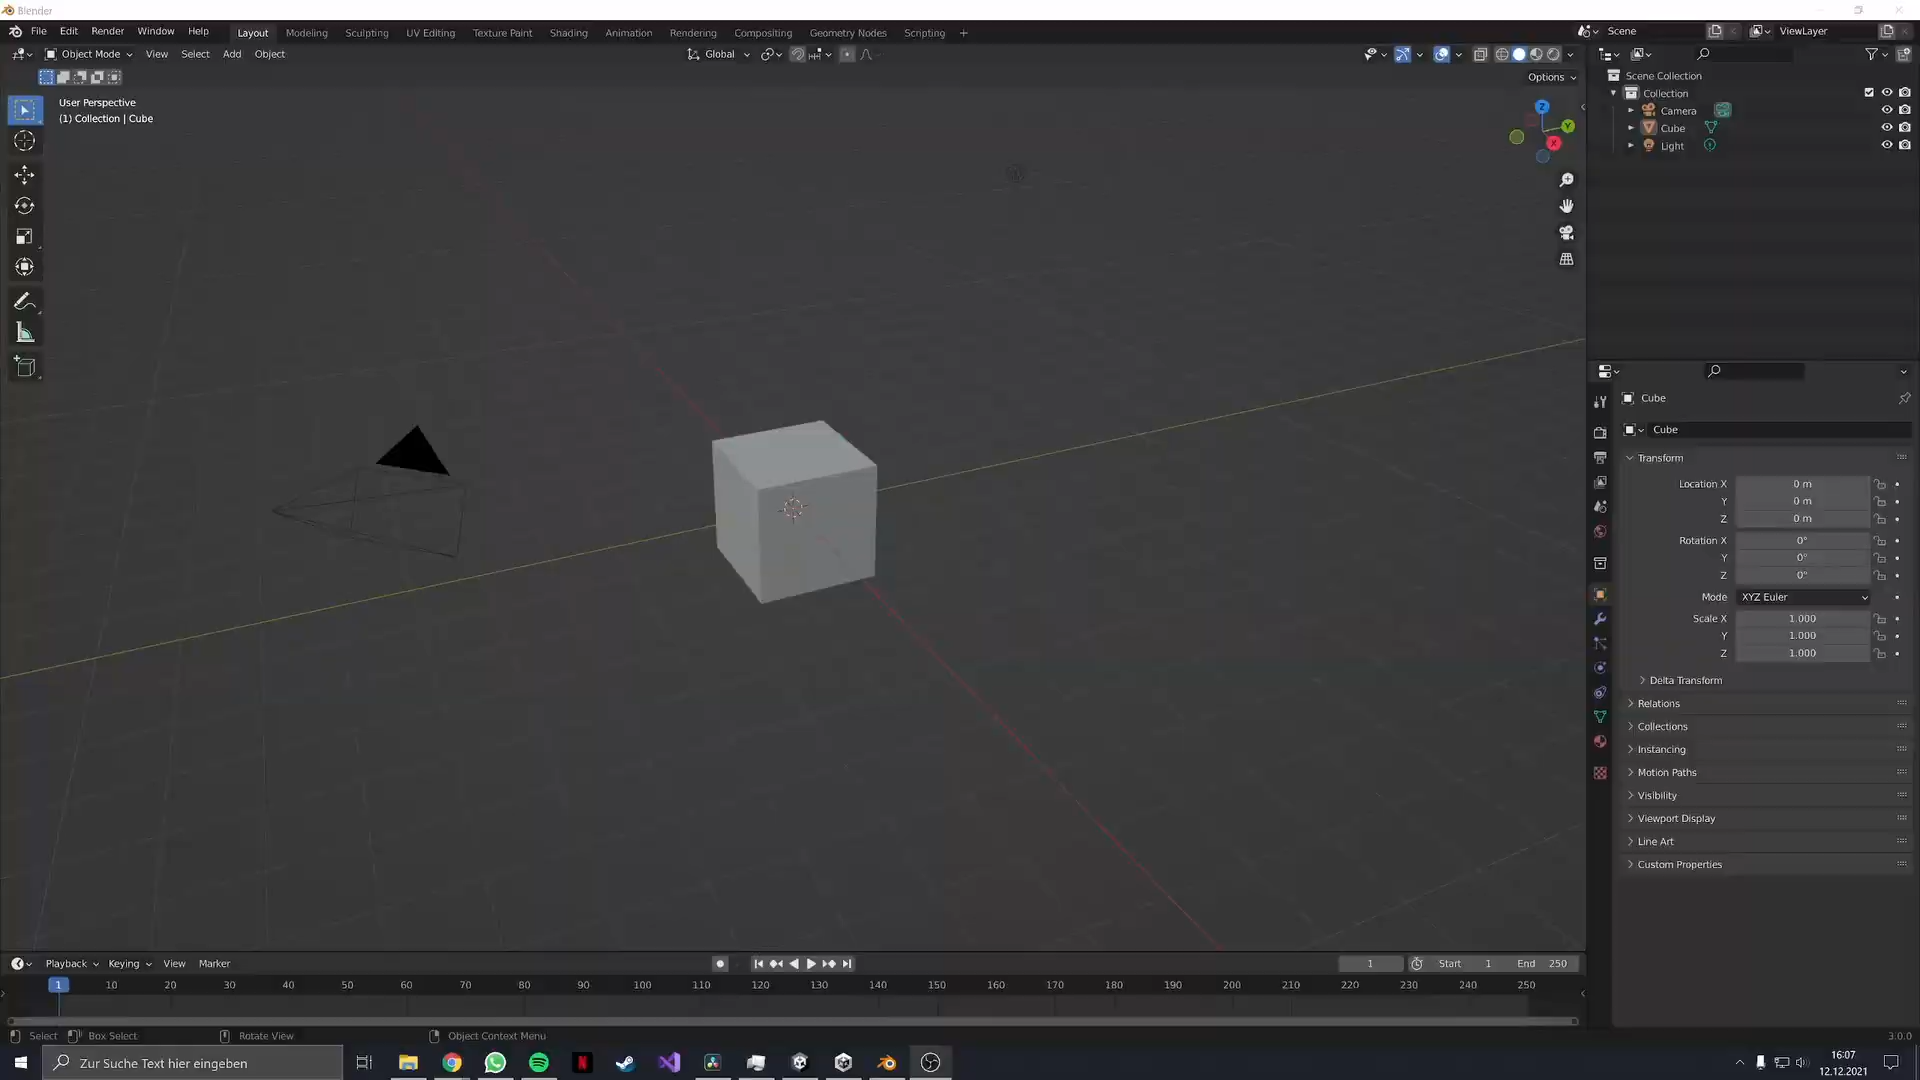 Blender
File Edit Render Window Help Layout Modeling Sculpting UV Editing Texture Paint Shading Animation Rendering Compositing Geometry Nodes Scripting + Scene ViewLayer
Object Mode View Select Add Object Global
Options
User Perspective
(1) Collection | Cube
Z
Y
X
Scene Collection
Collection
Camera
Cube
Light
Cube
Cube
Transform
Location X 0 m
Y 0 m
Z 0 m
Rotation X 0°
Y 0°
Z 0°
Mode XYZ Euler
Scale X 1.000
Y 1.000
Z 1.000
Delta Transform
Relations
Collections
Instancing
Motion Paths
Visibility
Viewport Display
Line Art
Custom Properties
Playback Keying View Marker 1 Start 1 End 250
1 10 20 30 40 50 60 70 80 90 100 110 120 130 140 150 160 170 180 190 200 210 220 230 240 250
Select Box Select Rotate View Object Context Menu 3.0.0
Zur Suche Text hier eingeben
16:07
12.12.2021